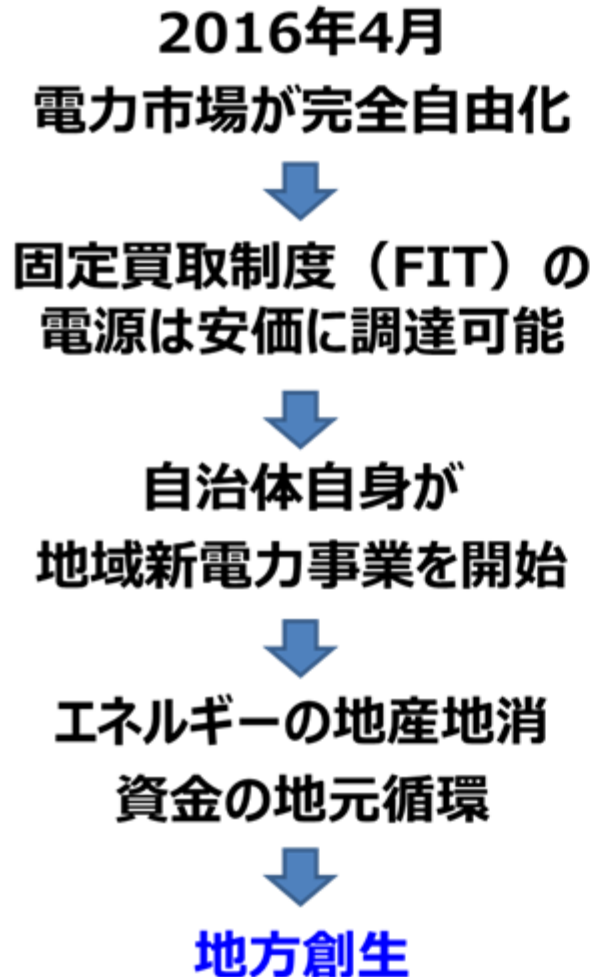 2016年4月
電力市場が完全自由化
固定買取制度（FIT）の
電源は安価に調達可能
自治体自身が
地域新電力事業を開始
エネルギーの地産地消
資金の地元循環
地方創生